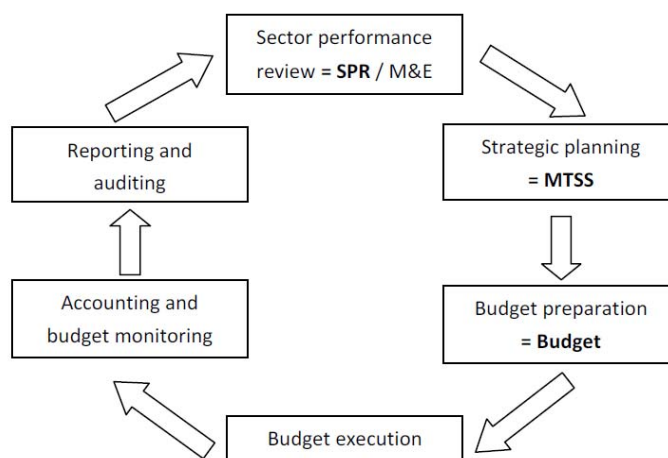 Sector performance
review = SPR / M&E
Strategic planning
= MTSS
Budget preparation
= Budget
Budget execution
Accounting and
budget monitoring
Reporting and
auditing